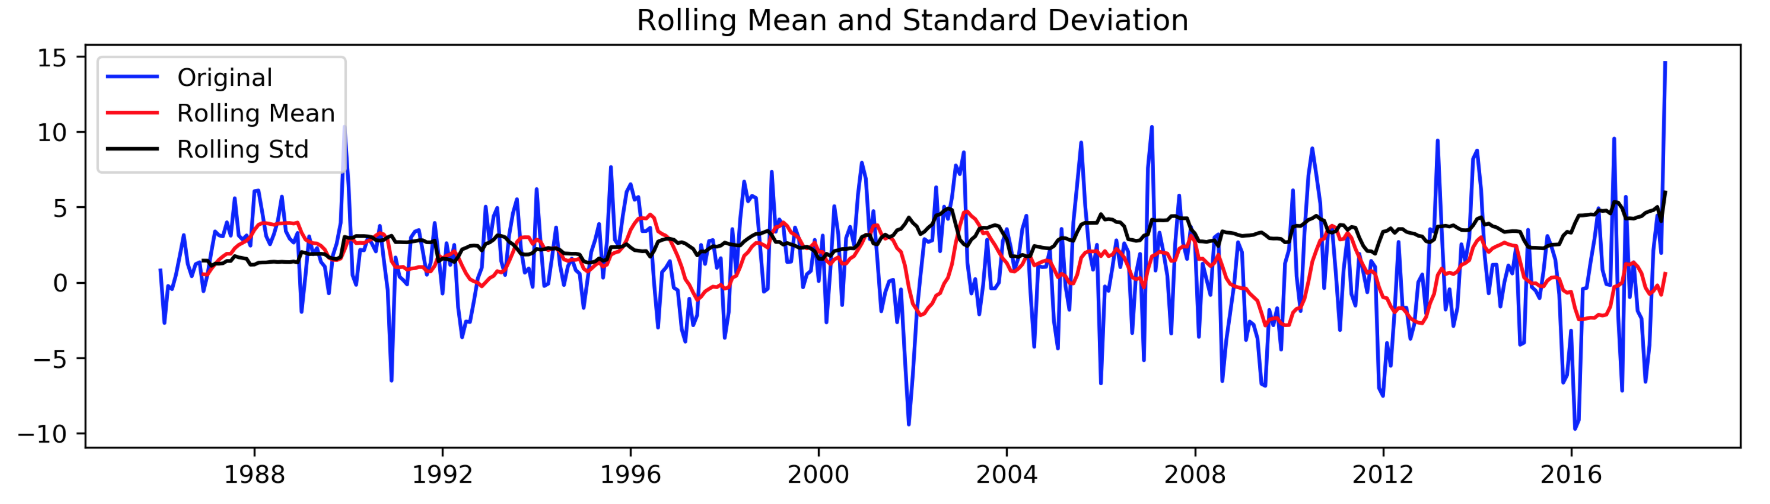 Rolling Mean and Standard Deviation
15
10
5
0
−5
−10
Original
Rolling Mean
Rolling Std
1988 1992 1996 2000 2004 2008 2012 2016